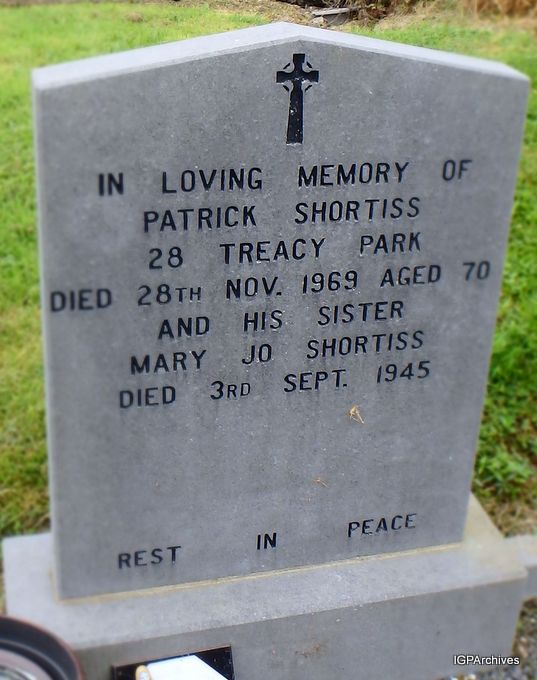 IN LOVING MEMORY OF
PATRICK SHORTISS
28 TREACY PARK
DIED 28TH NOV. 1969 AGED 70
AND HIS SISTER
MARY JO SHORTISS
DIED 3RD SEPT. 1945
REST IN PEACE
IGPArchives